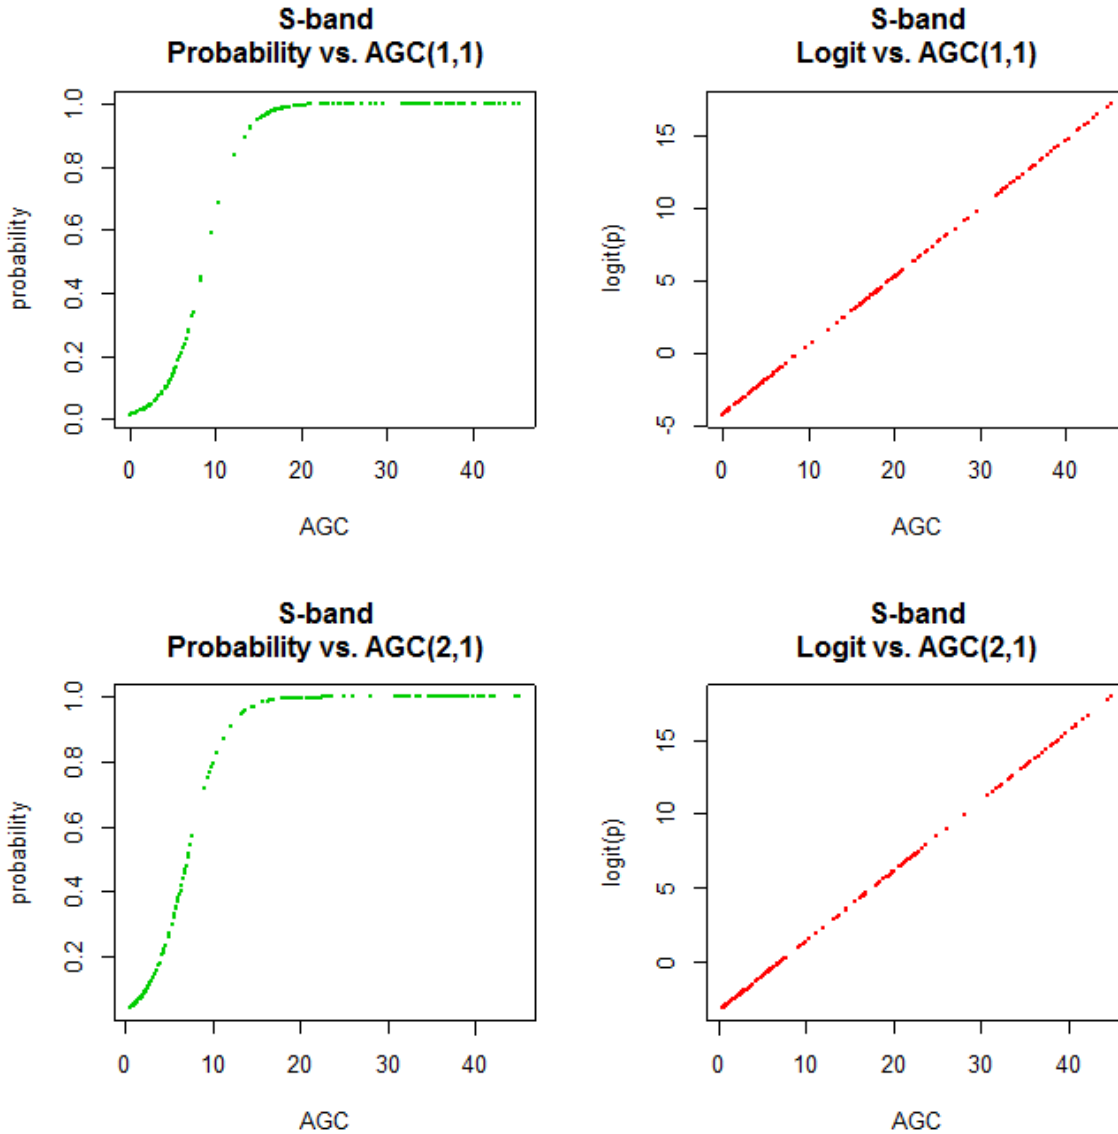 S-band
Probability vs. AGC(1,1)
probability
0.0 0.2 0.4 0.6 0.8 1.0
0 10 20 30 40
AGC
S-band
Logit vs. AGC(1,1)
logit(p)
-5 0 5 10 15
0 10 20 30 40
AGC
S-band
Probability vs. AGC(2,1)
probability
0.2 0.4 0.6 0.8 1.0
0 10 20 30 40
AGC
S-band
Logit vs. AGC(2,1)
logit(p)
0 5 10 15
0 10 20 30 40
AGC